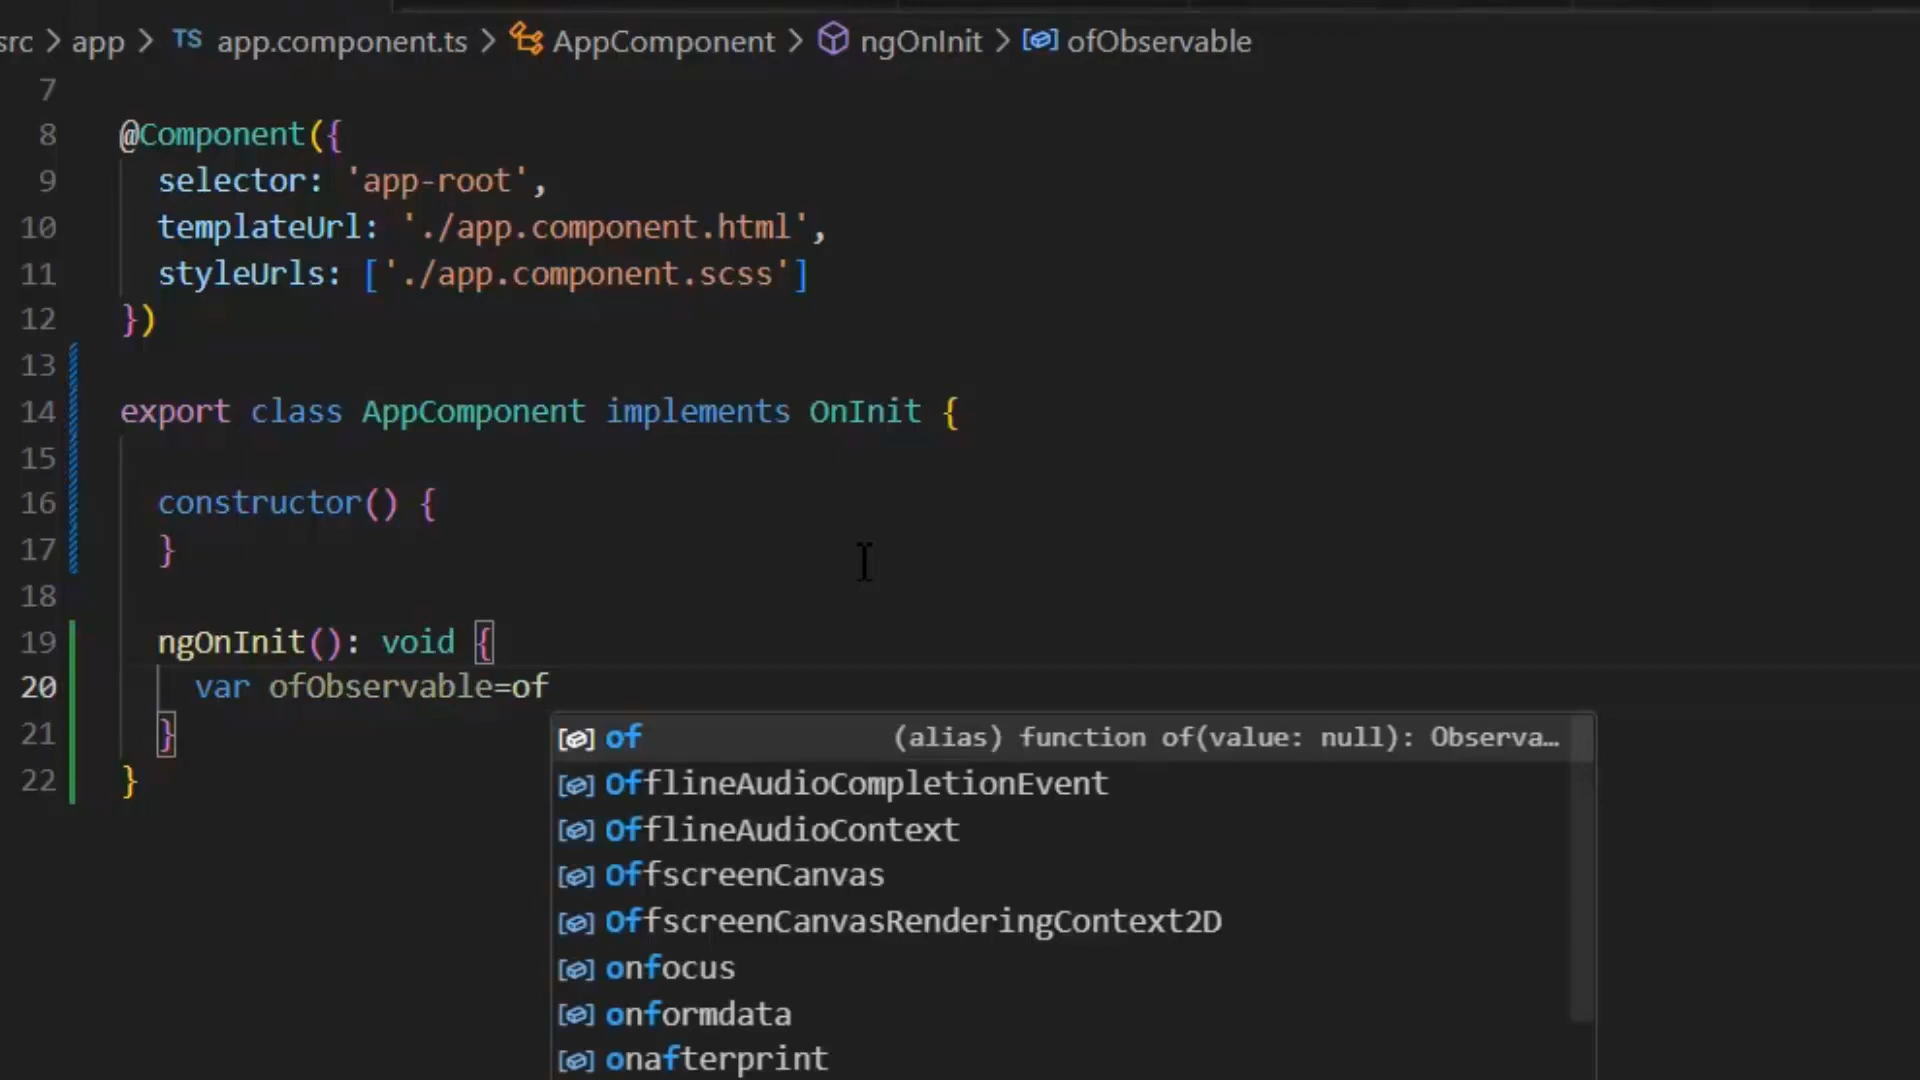 src > app > TS app.component.ts > AppComponent > ngOnInit > ofObservable
7
8 @Component({
9 selector: 'app-root',
10 templateUrl: './app.component.html',
11 styleUrls: ['./app.component.scss']
12 })
13
14 export class AppComponent implements OnInit {
15
16 constructor() {
17 }
18
19 ngOnInit(): void {
20 var ofObservable=of
21 }
of (alias) function of(value: null): Observa…
22 }
OfflineAudioCompletionEvent
OfflineAudioContext
OffscreenCanvas
OffscreenCanvasRenderingContext2D
onfocus
onformdata
onafterprint